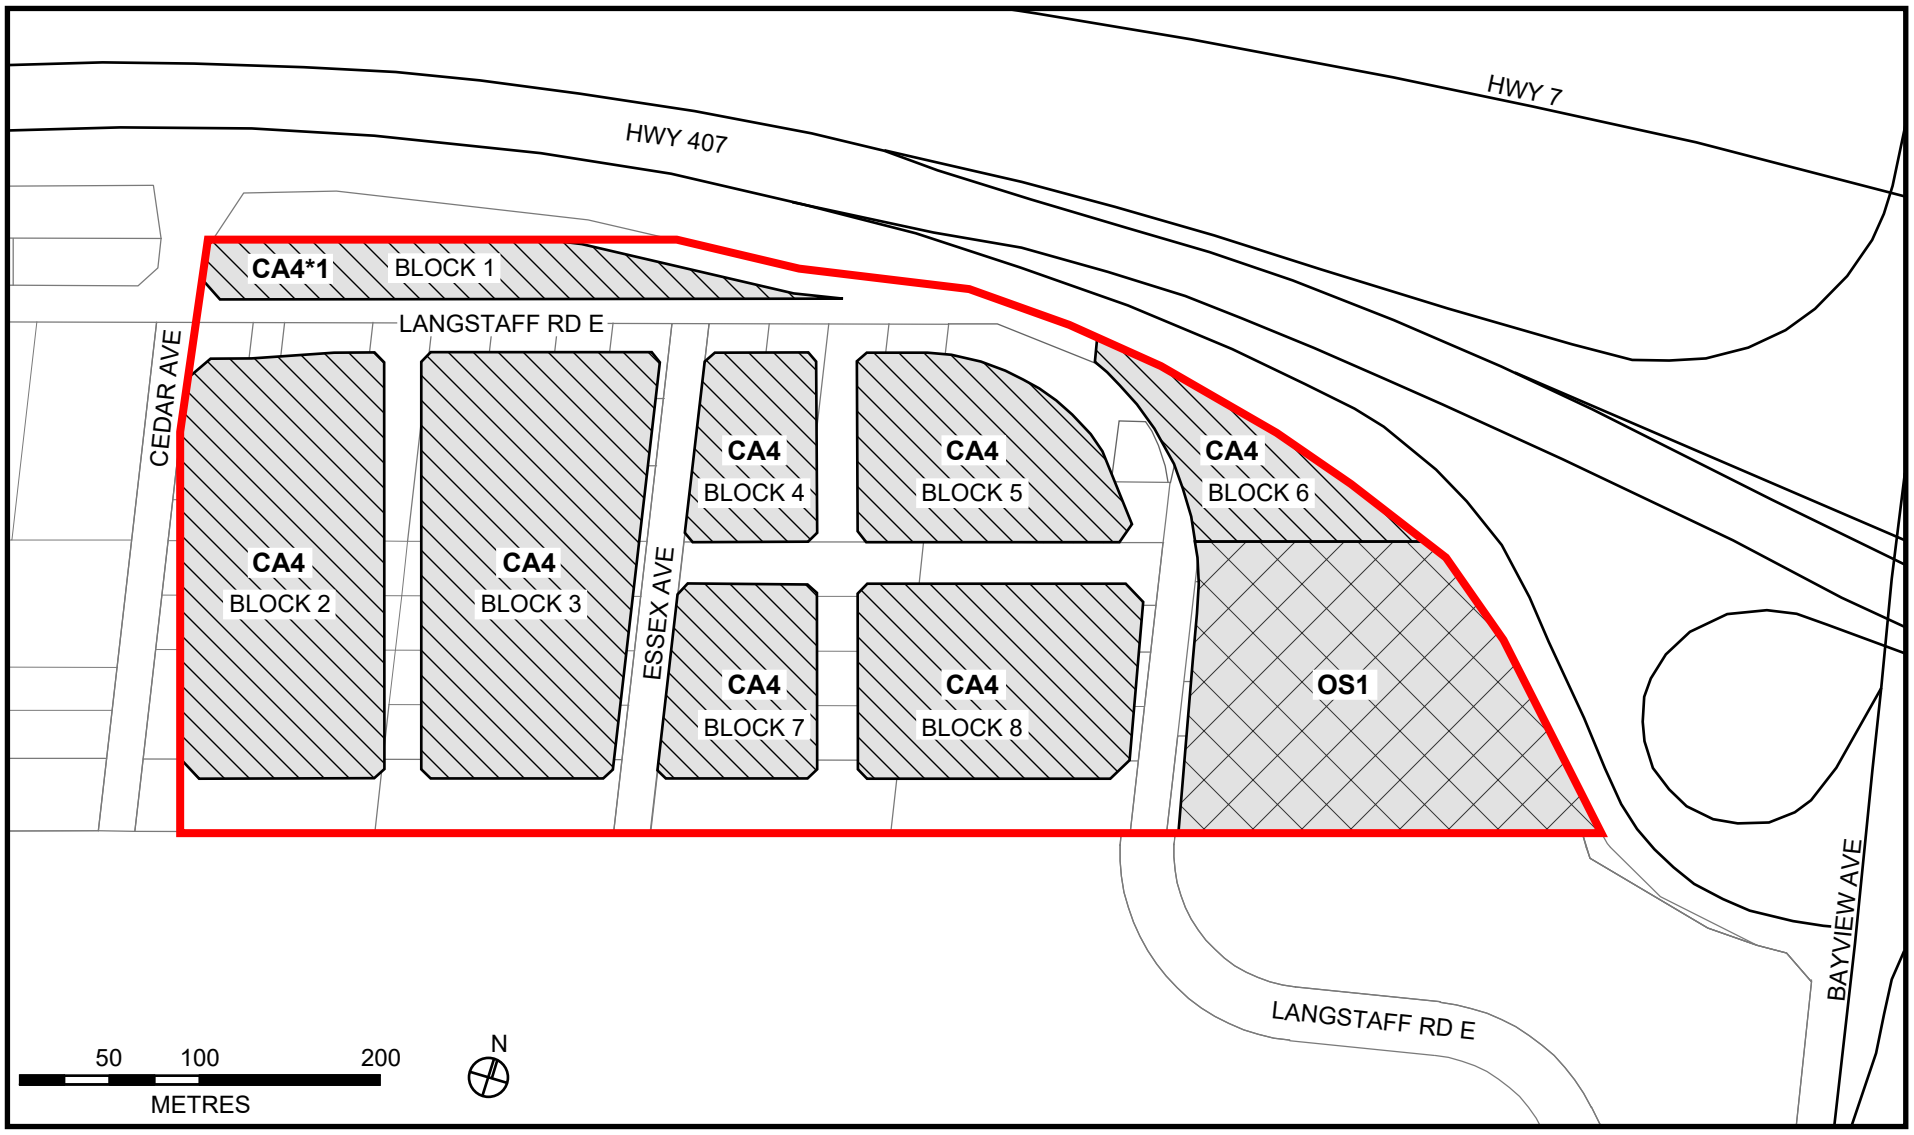 HWY 7
HWY 407
CA4*1
BLOCK 1
LANGSTAFF RD E
CEDAR AVE
CA4
BLOCK 4
CA4
BLOCK 5
CA4
BLOCK 6
CA4
BLOCK 2
CA4
BLOCK 3
ESSEX AVE
CA4
BLOCK 7
CA4
BLOCK 8
OS1
BAYVIEW AVE
LANGSTAFF RD E
N
50 100 200
METRES